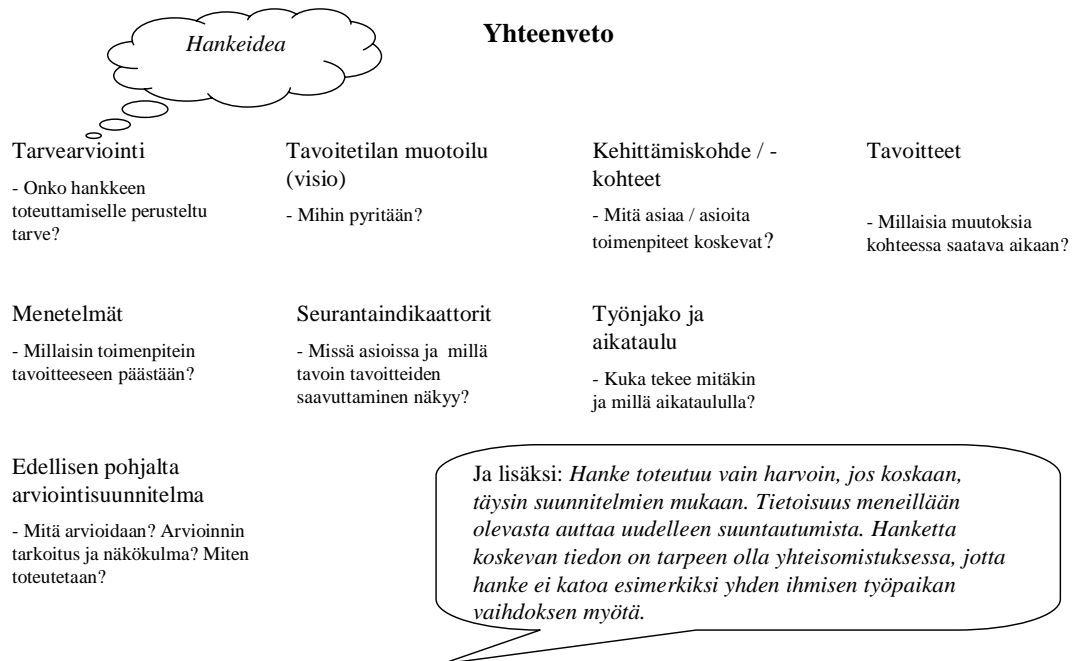 Hankeidea
Yhteenveto
Tarvearviointi
- Onko hankkeen
toteuttamiselle perusteltu
tarve?
Tavoitetilan muotoilu
(visio)
- Mihin pyritään?
Kehittämiskohde / -
kohteet
- Mitä asiaa / asioita
toimenpiteet koskevat?
Tavoitteet
- Millaisia muutoksia
kohteessa saatava aikaan?
Menetelmät
- Millaisin toimenpitein
tavoitteeseen päästään?
Seurantaindikaattorit
- Missä asioissa ja millä
tavoin tavoitteiden
saavuttaminen näkyy?
Työnjako ja
aikataulu
- Kuka tekee mitäkin
ja millä aikataululla?
Edellisen pohjalta
arviointisuunnitelma
- Mitä arvioidaan? Arvioinnin
tarkoitus ja näkökulma? Miten
toteutetaan?
Ja lisäksi: Hanke toteutuu vain harvoin, jos koskaan,
täysin suunnitelmien mukaan. Tietoisuus meneillään
olevasta auttaa uudelleen suuntautumista. Hanketta
koskevan tiedon on tarpeen olla yhteisomistuksessa, jotta
hanke ei katoa esimerkiksi yhden ihmisen työpaikan
vaihdoksen myötä.